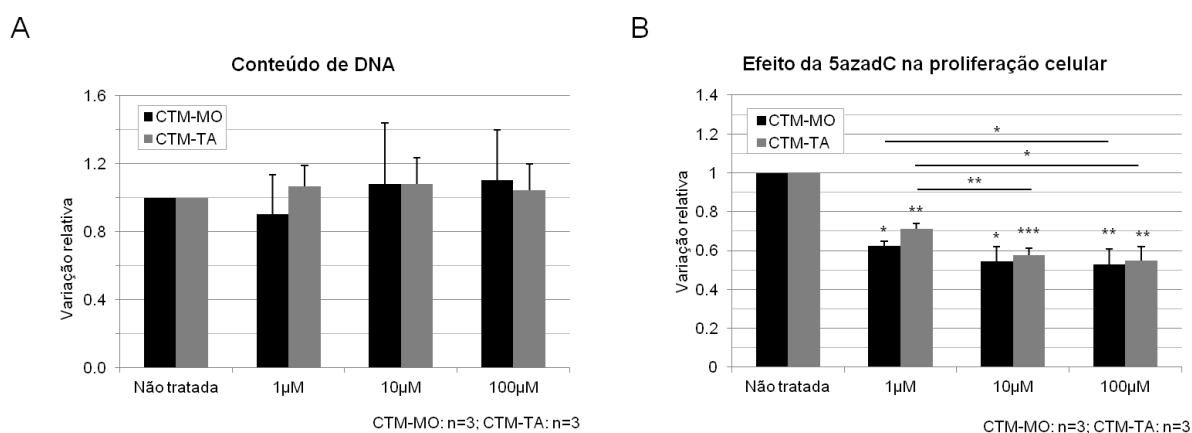 A
Conteúdo de DNA
1.6
1.2
0.8
0.4
0.0
Variação relativa
CTM-MO
CTM-TA
Não tratada
1µM
10µM
100µM
CTM-MO: n=3; CTM-TA: n=3
B
Efeito da 5azadC na proliferação celular
1.4
1.2
1
0.8
0.6
0.4
0.2
0
Variação relativa
CTM-MO
CTM-TA
*
*
**
*
**
*
***
**
**
Não tratada
1µM
10µM
100µM
CTM-MO: n=3; CTM-TA: n=3